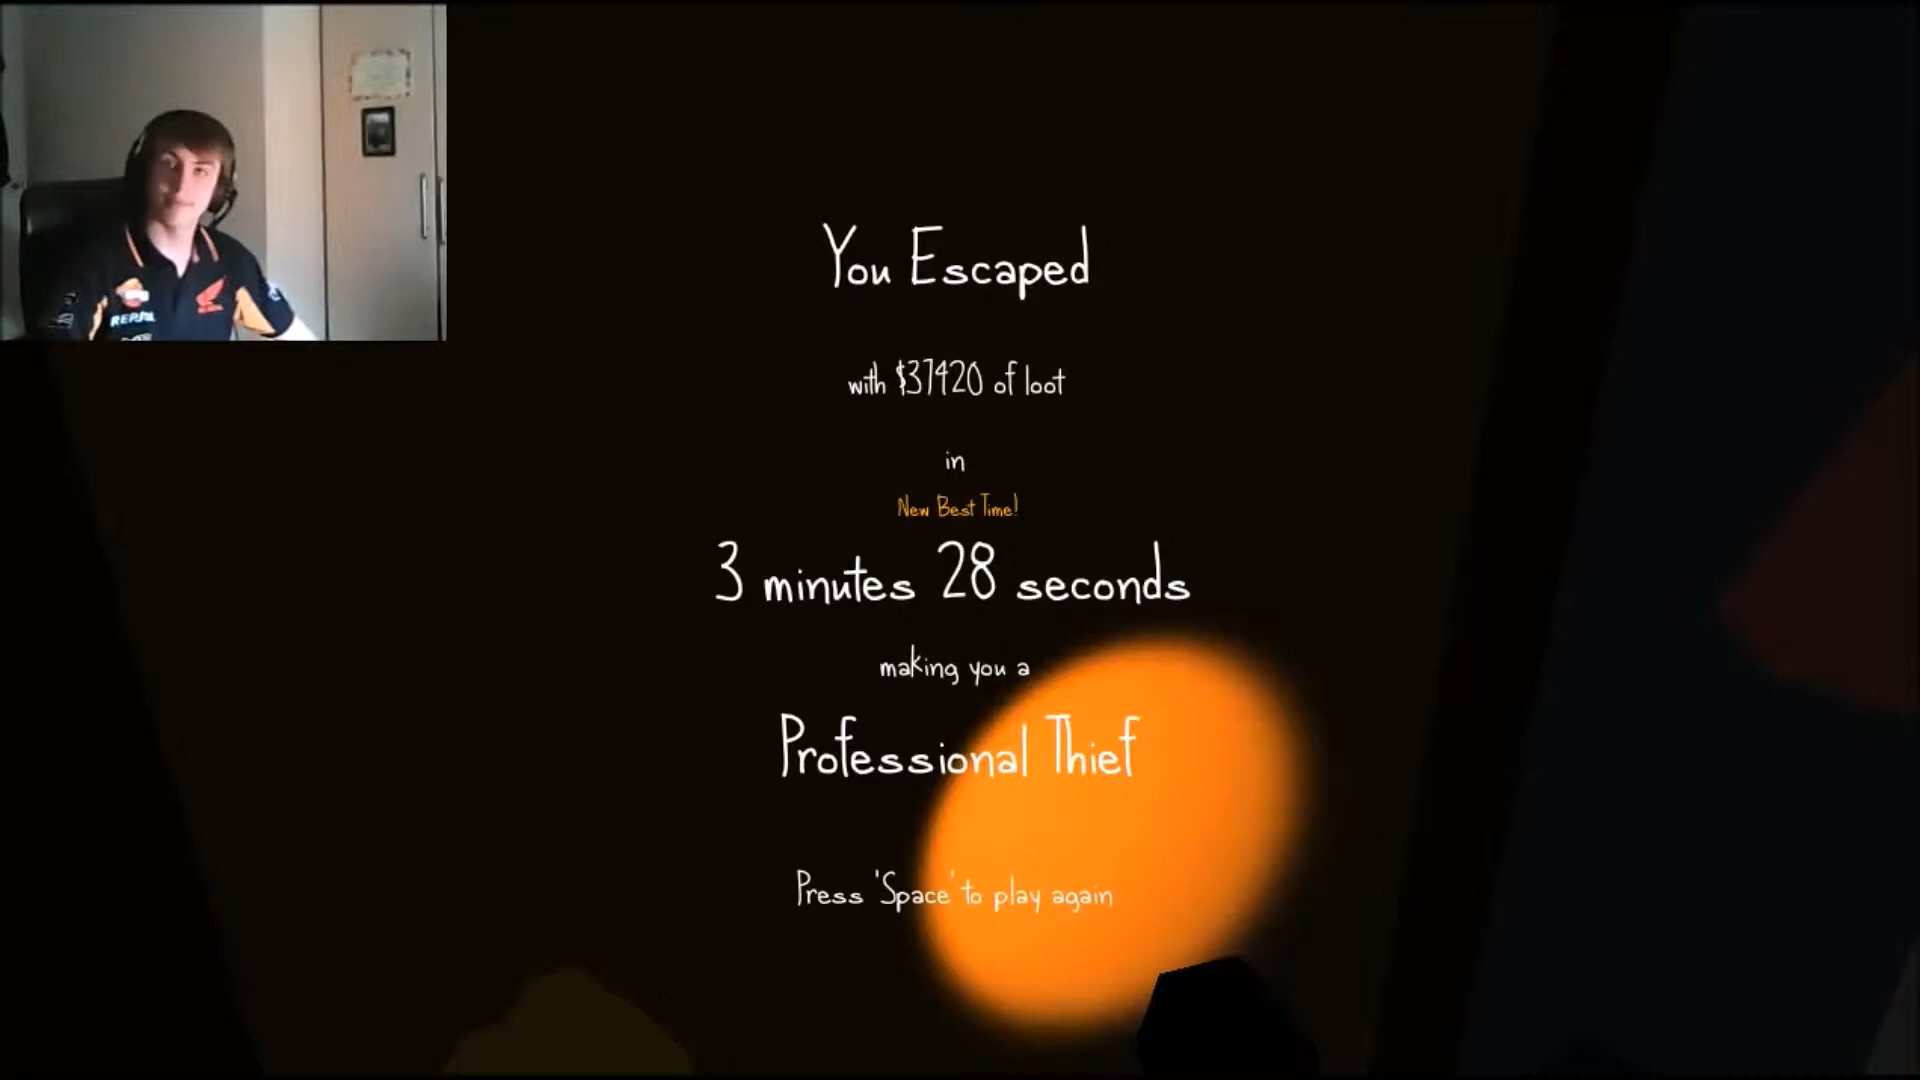 REPSOL
You Escaped
with $37420 of loot
in
New Best Time!
3 minutes 28 seconds
making you a
Professional Thief
Press 'Space' to play again